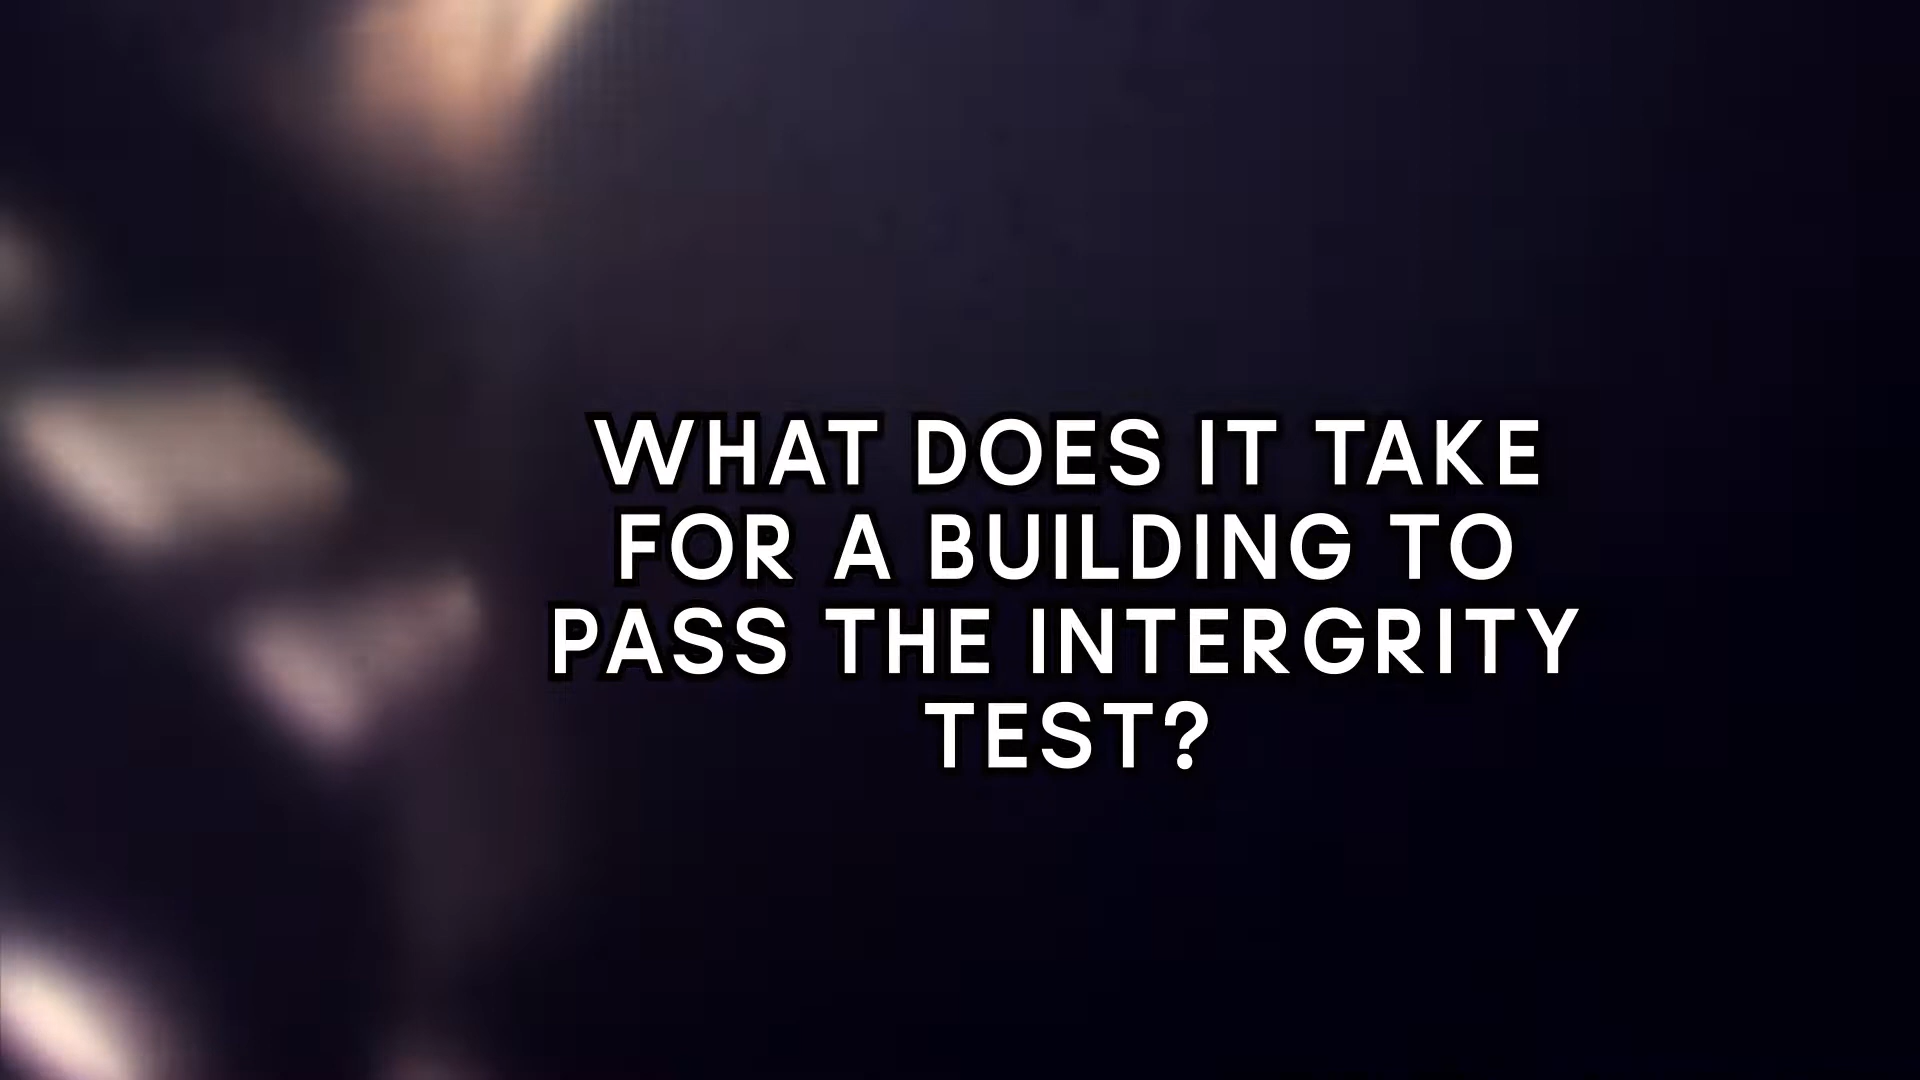 WHAT DOES IT TAKE
FOR A BUILDING TO
PASS THE INTERGRITY
TEST?